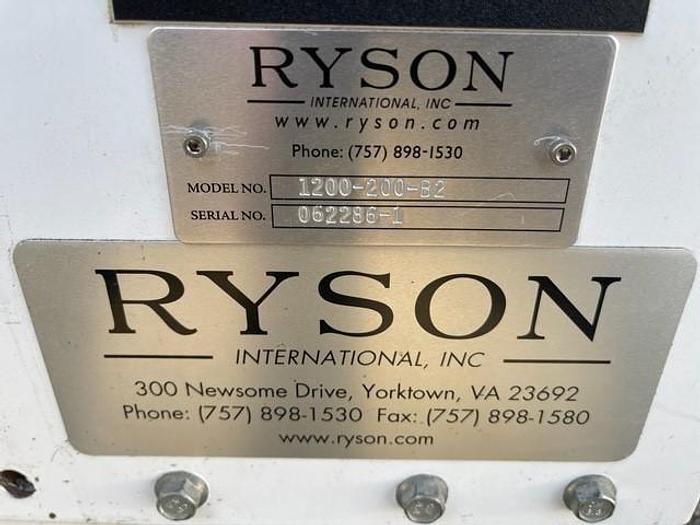 RYSON
INTERNATIONAL, INC
www.ryson.com
Phone: (757) 898-1530
MODEL NO. 1200-200-B2
SERIAL NO. 062286-1
RYSON
INTERNATIONAL, INC
300 Newsome Drive, Yorktown, VA 23692
Phone: (757) 898-1530 Fax: (757) 898-1580
www.ryson.com